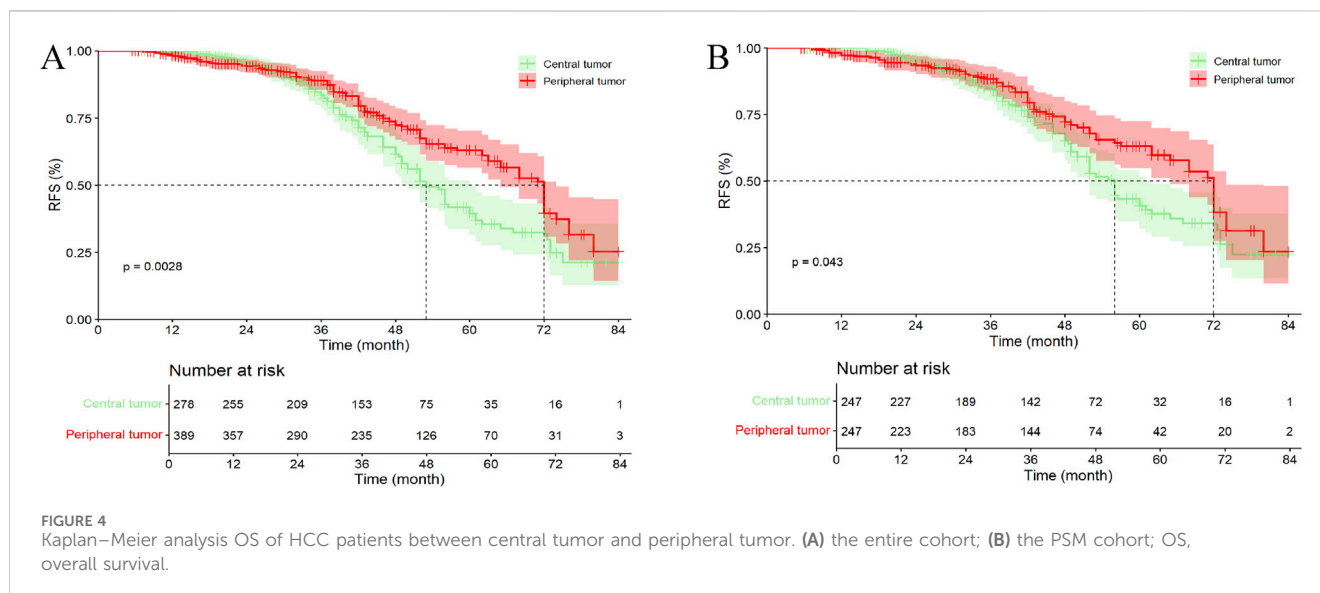 A
1.00
0.75
0.50
0.25
0.00
RFS (%)
Central tumor
Peripheral tumor
p = 0.0028
0 12 24 36 48 60 72 84
Time (month)
Number at risk
Central tumor 278 255 209 153 75 35 16 1
Peripheral tumor 389 357 290 235 126 70 31 3
0 12 24 36 48 60 72 84
Time (month)
B
1.00
0.75
0.50
0.25
0.00
RFS (%)
Central tumor
Peripheral tumor
p = 0.043
0 12 24 36 48 60 72 84
Time (month)
Number at risk
Central tumor 247 227 189 142 72 32 16 1
Peripheral tumor 247 223 183 144 74 42 20 2
0 12 24 36 48 60 72 84
Time (month)
FIGURE 4
Kaplan–Meier analysis OS of HCC patients between central tumor and peripheral tumor. (A) the entire cohort; (B) the PSM cohort; OS,
overall survival.